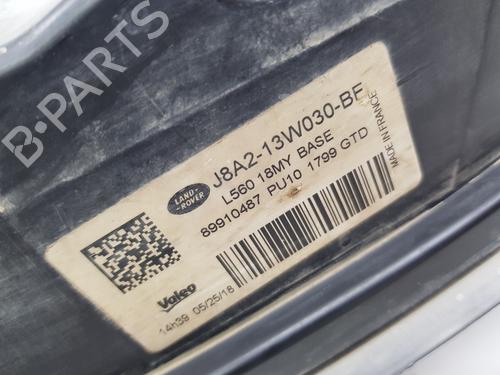 B-PARTS
LAND-
ROVER
J8A2-13W030-BF
L560 18MY BASE
89910487 PU10 1799 GTD
MADE IN FRANCE
Valeo
14h39 05/25/18